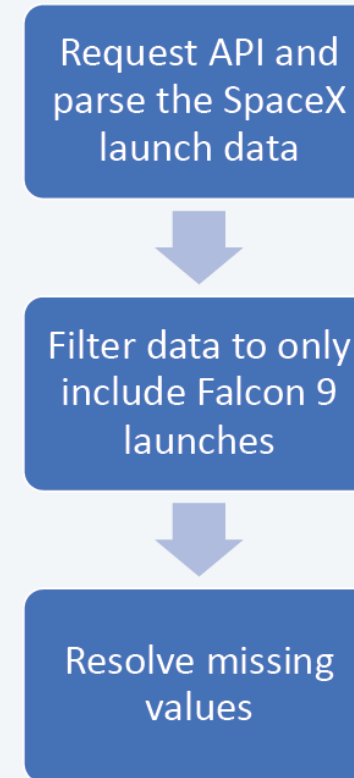 Request API and
parse the SpaceX
launch data
Filter data to only
include Falcon 9
launches
Resolve missing
values